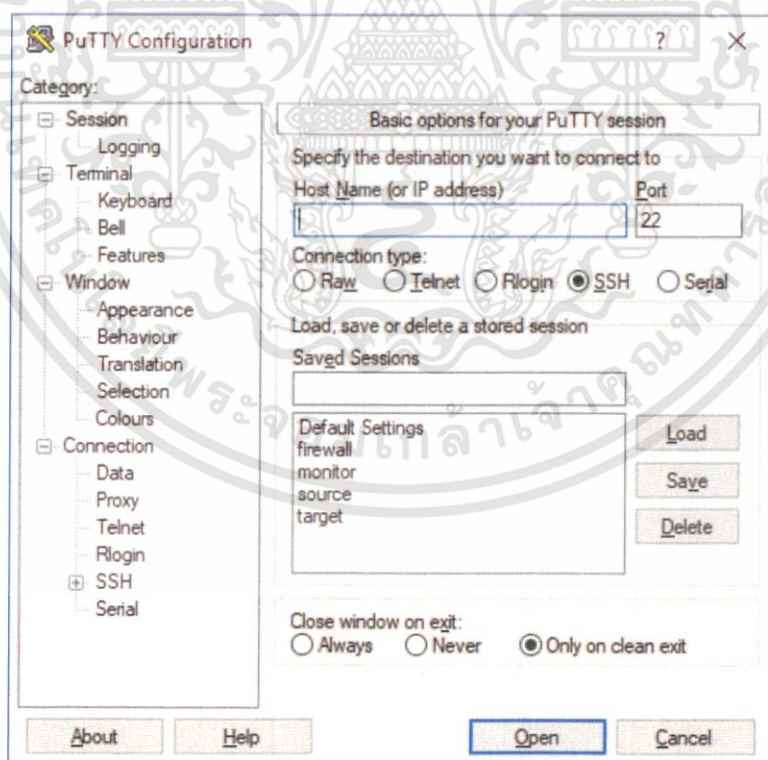 PuTTY Configuration
?
Category:
Session
Logging
Terminal
Keyboard
Bell
Features
Window
Appearance
Behaviour
Translation
Selection
Colours
Connection
Data
Proxy
Telnet
Rlogin
SSH
Serial
Basic options for your PuTTY session
Specify the destination you want to connect to
Host Name (or IP address)
Port
22
Connection type:
Raw
Telnet
Rlogin
SSH
Serial
Load, save or delete a stored session
Saved Sessions
Default Settings
firewall
monitor
source
target
Load
Save
Delete
Close window on exit:
Always
Never
Only on clean exit
About
Help
Open
Cancel